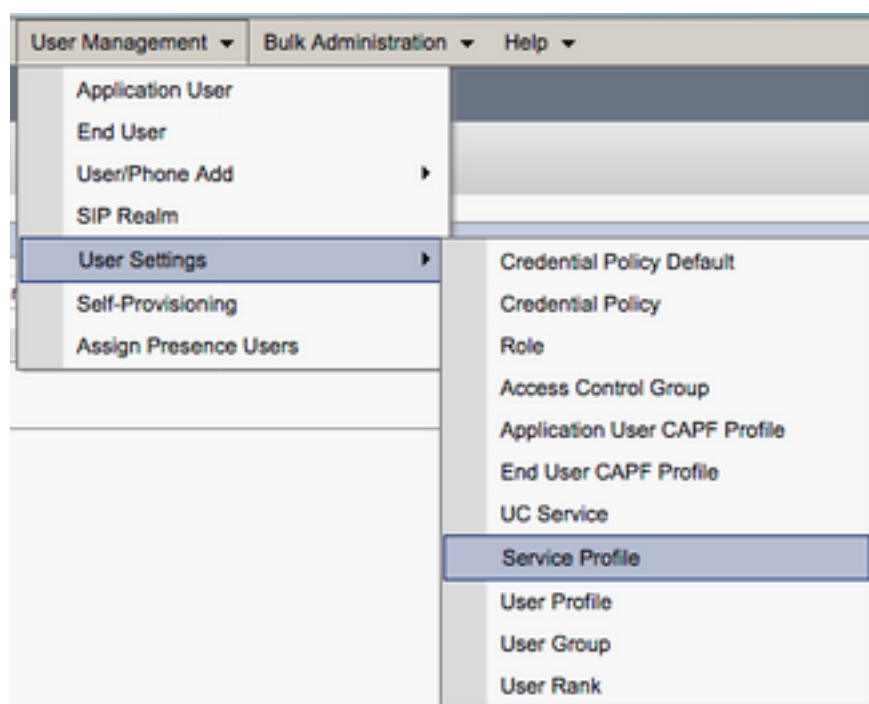 User Management Bulk Administration Help
Application User
End User
User/Phone Add
SIP Realm
User Settings
Self-Provisioning
Assign Presence Users
Credential Policy Default
Credential Policy
Role
Access Control Group
Application User CAPF Profile
End User CAPF Profile
UC Service
Service Profile
User Profile
User Group
User Rank